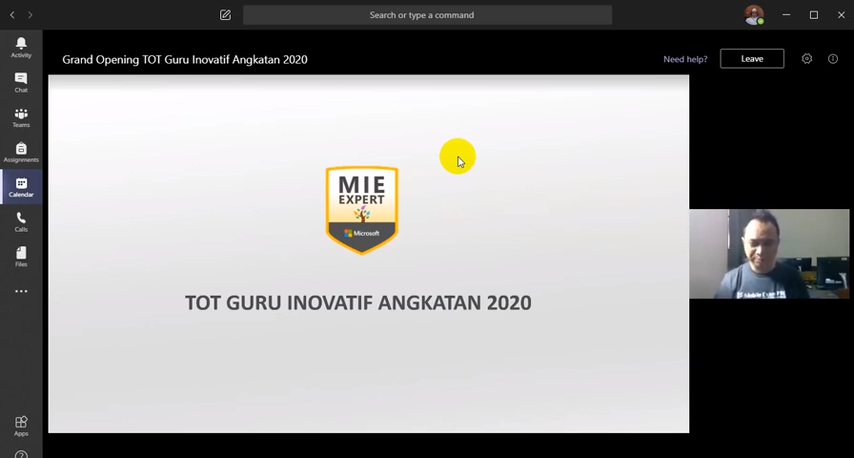 Search or type a command
Activity
Chat
Teams
Assignments
Calendar
Calls
Files
Apps
Grand Opening TOT Guru Inovatif Angkatan 2020
Need help?
Leave
MIE
EXPERT
Microsoft
TOT GURU INOVATIF ANGKATAN 2020